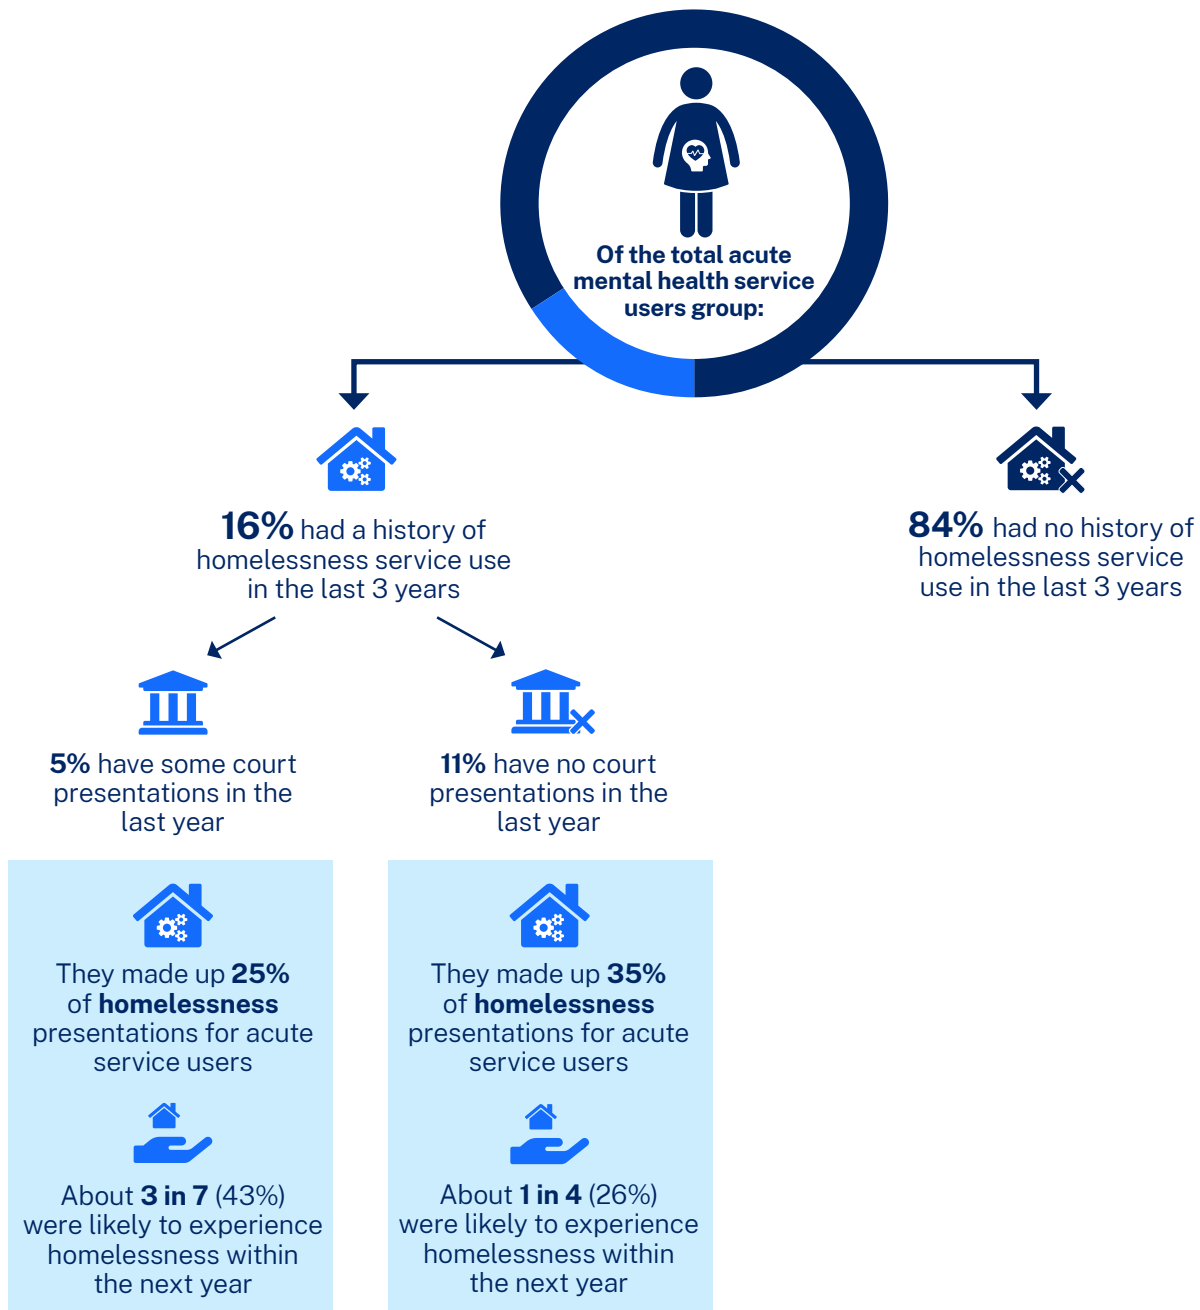 Of the total acute
mental health service
users group:
16% had a history of
homelessness service use
in the last 3 years
84% had no history of
homelessness service
use in the last 3 years
5% have some court
presentations in the
last year
11% have no court
presentations in the
last year
They made up 25%
of homelessness
presentations for acute
service users
About 3 in 7 (43%)
were likely to experience
homelessness within
the next year
They made up 35%
of homelessness
presentations for acute
service users
About 1 in 4 (26%)
were likely to experience
homelessness within
the next year